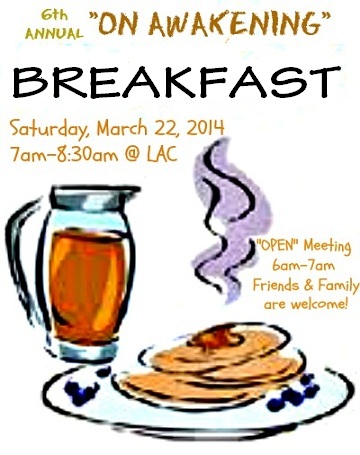 6th ANNUAL "ON AWAKENING"
BREAKFAST
Saturday, March 22, 2014
7am-8:30am @ LAC
"OPEN" Meeting
6am-7am
Friends & Family
are welcome!